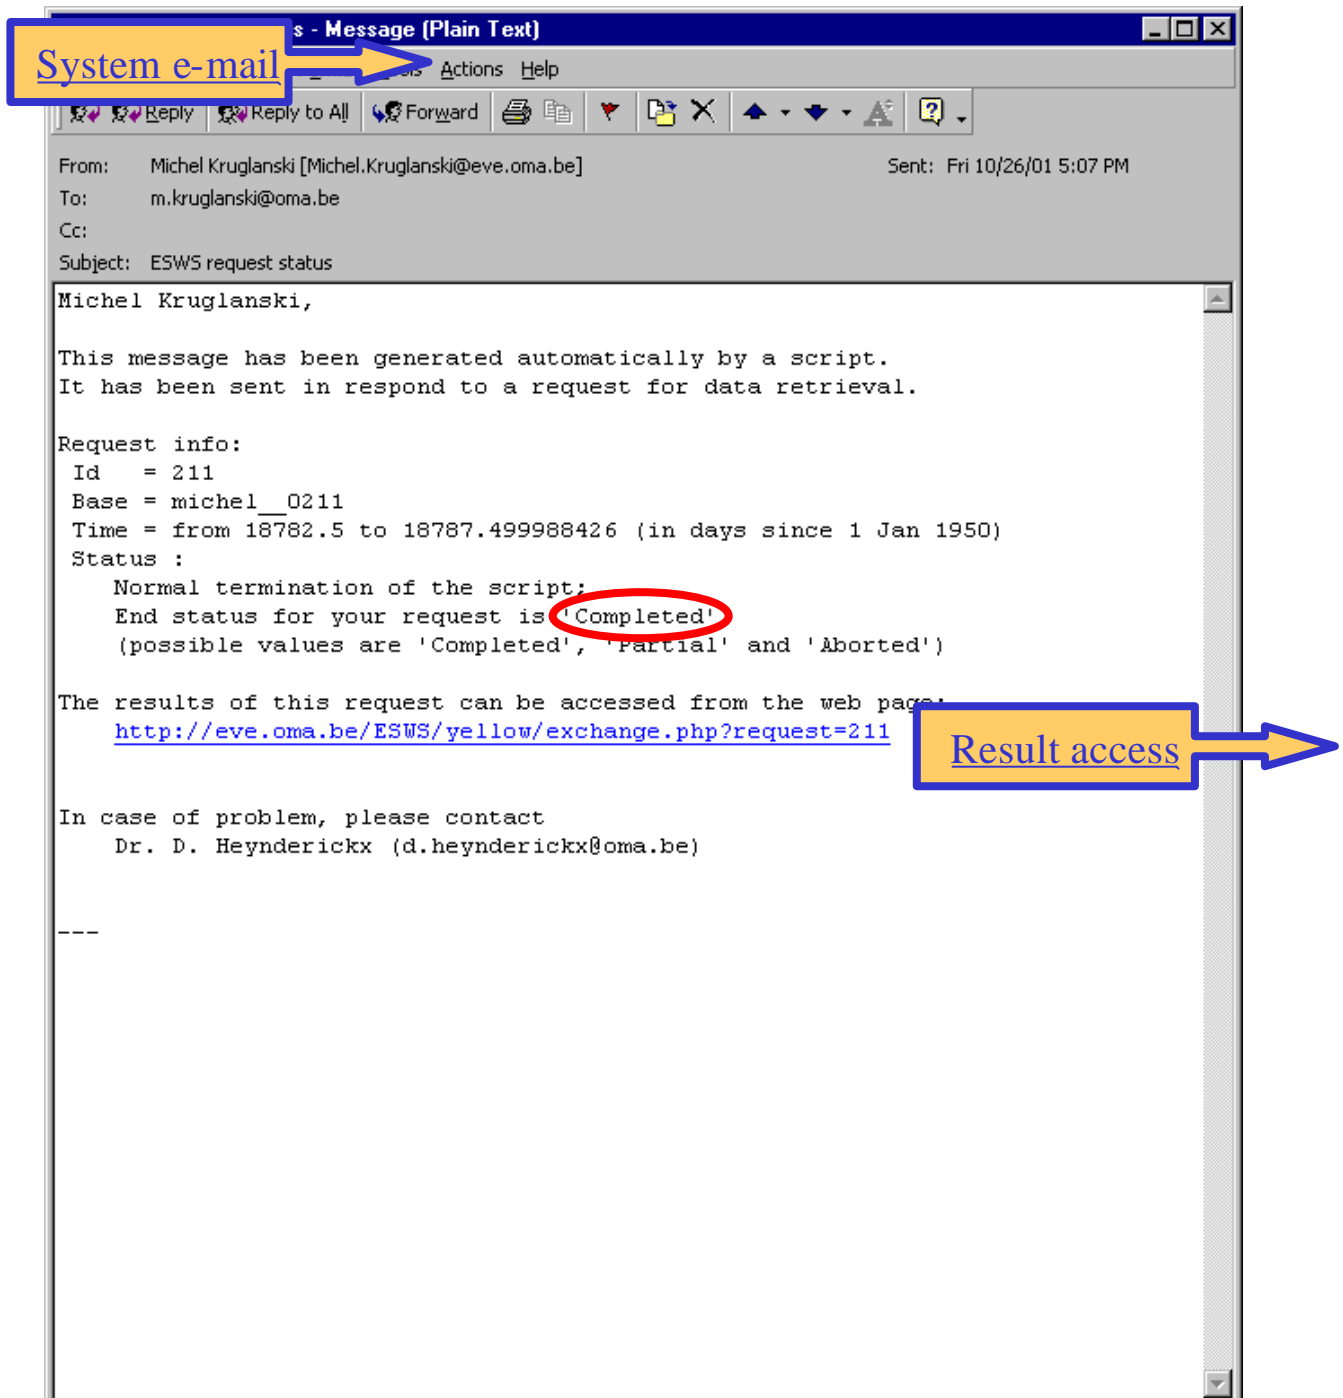 s - Message (Plain Text)
System e-mail
Actions Help
Reply Reply to All Forward
From: Michel Kruglanski [Michel.Kruglanski@eve.oma.be] Sent: Fri 10/26/01 5:07 PM
To: m.kruglanski@oma.be
Cc:
Subject: ESWS request status
Michel Kruglanski,
This message has been generated automatically by a script.
It has been sent in respond to a request for data retrieval.
Request info:
Id = 211
Base = michel__0211
Time = from 18782.5 to 18787.499988426 (in days since 1 Jan 1950)
Status :
Normal termination of the script;
End status for your request is 'Completed'
(possible values are 'Completed', 'Partial' and 'Aborted')
The results of this request can be accessed from the web page:
http://eve.oma.be/ESWS/yellow/exchange.php?request=211
Result access
In case of problem, please contact
Dr. D. Heynderickx (d.heynderickx@oma.be)
---